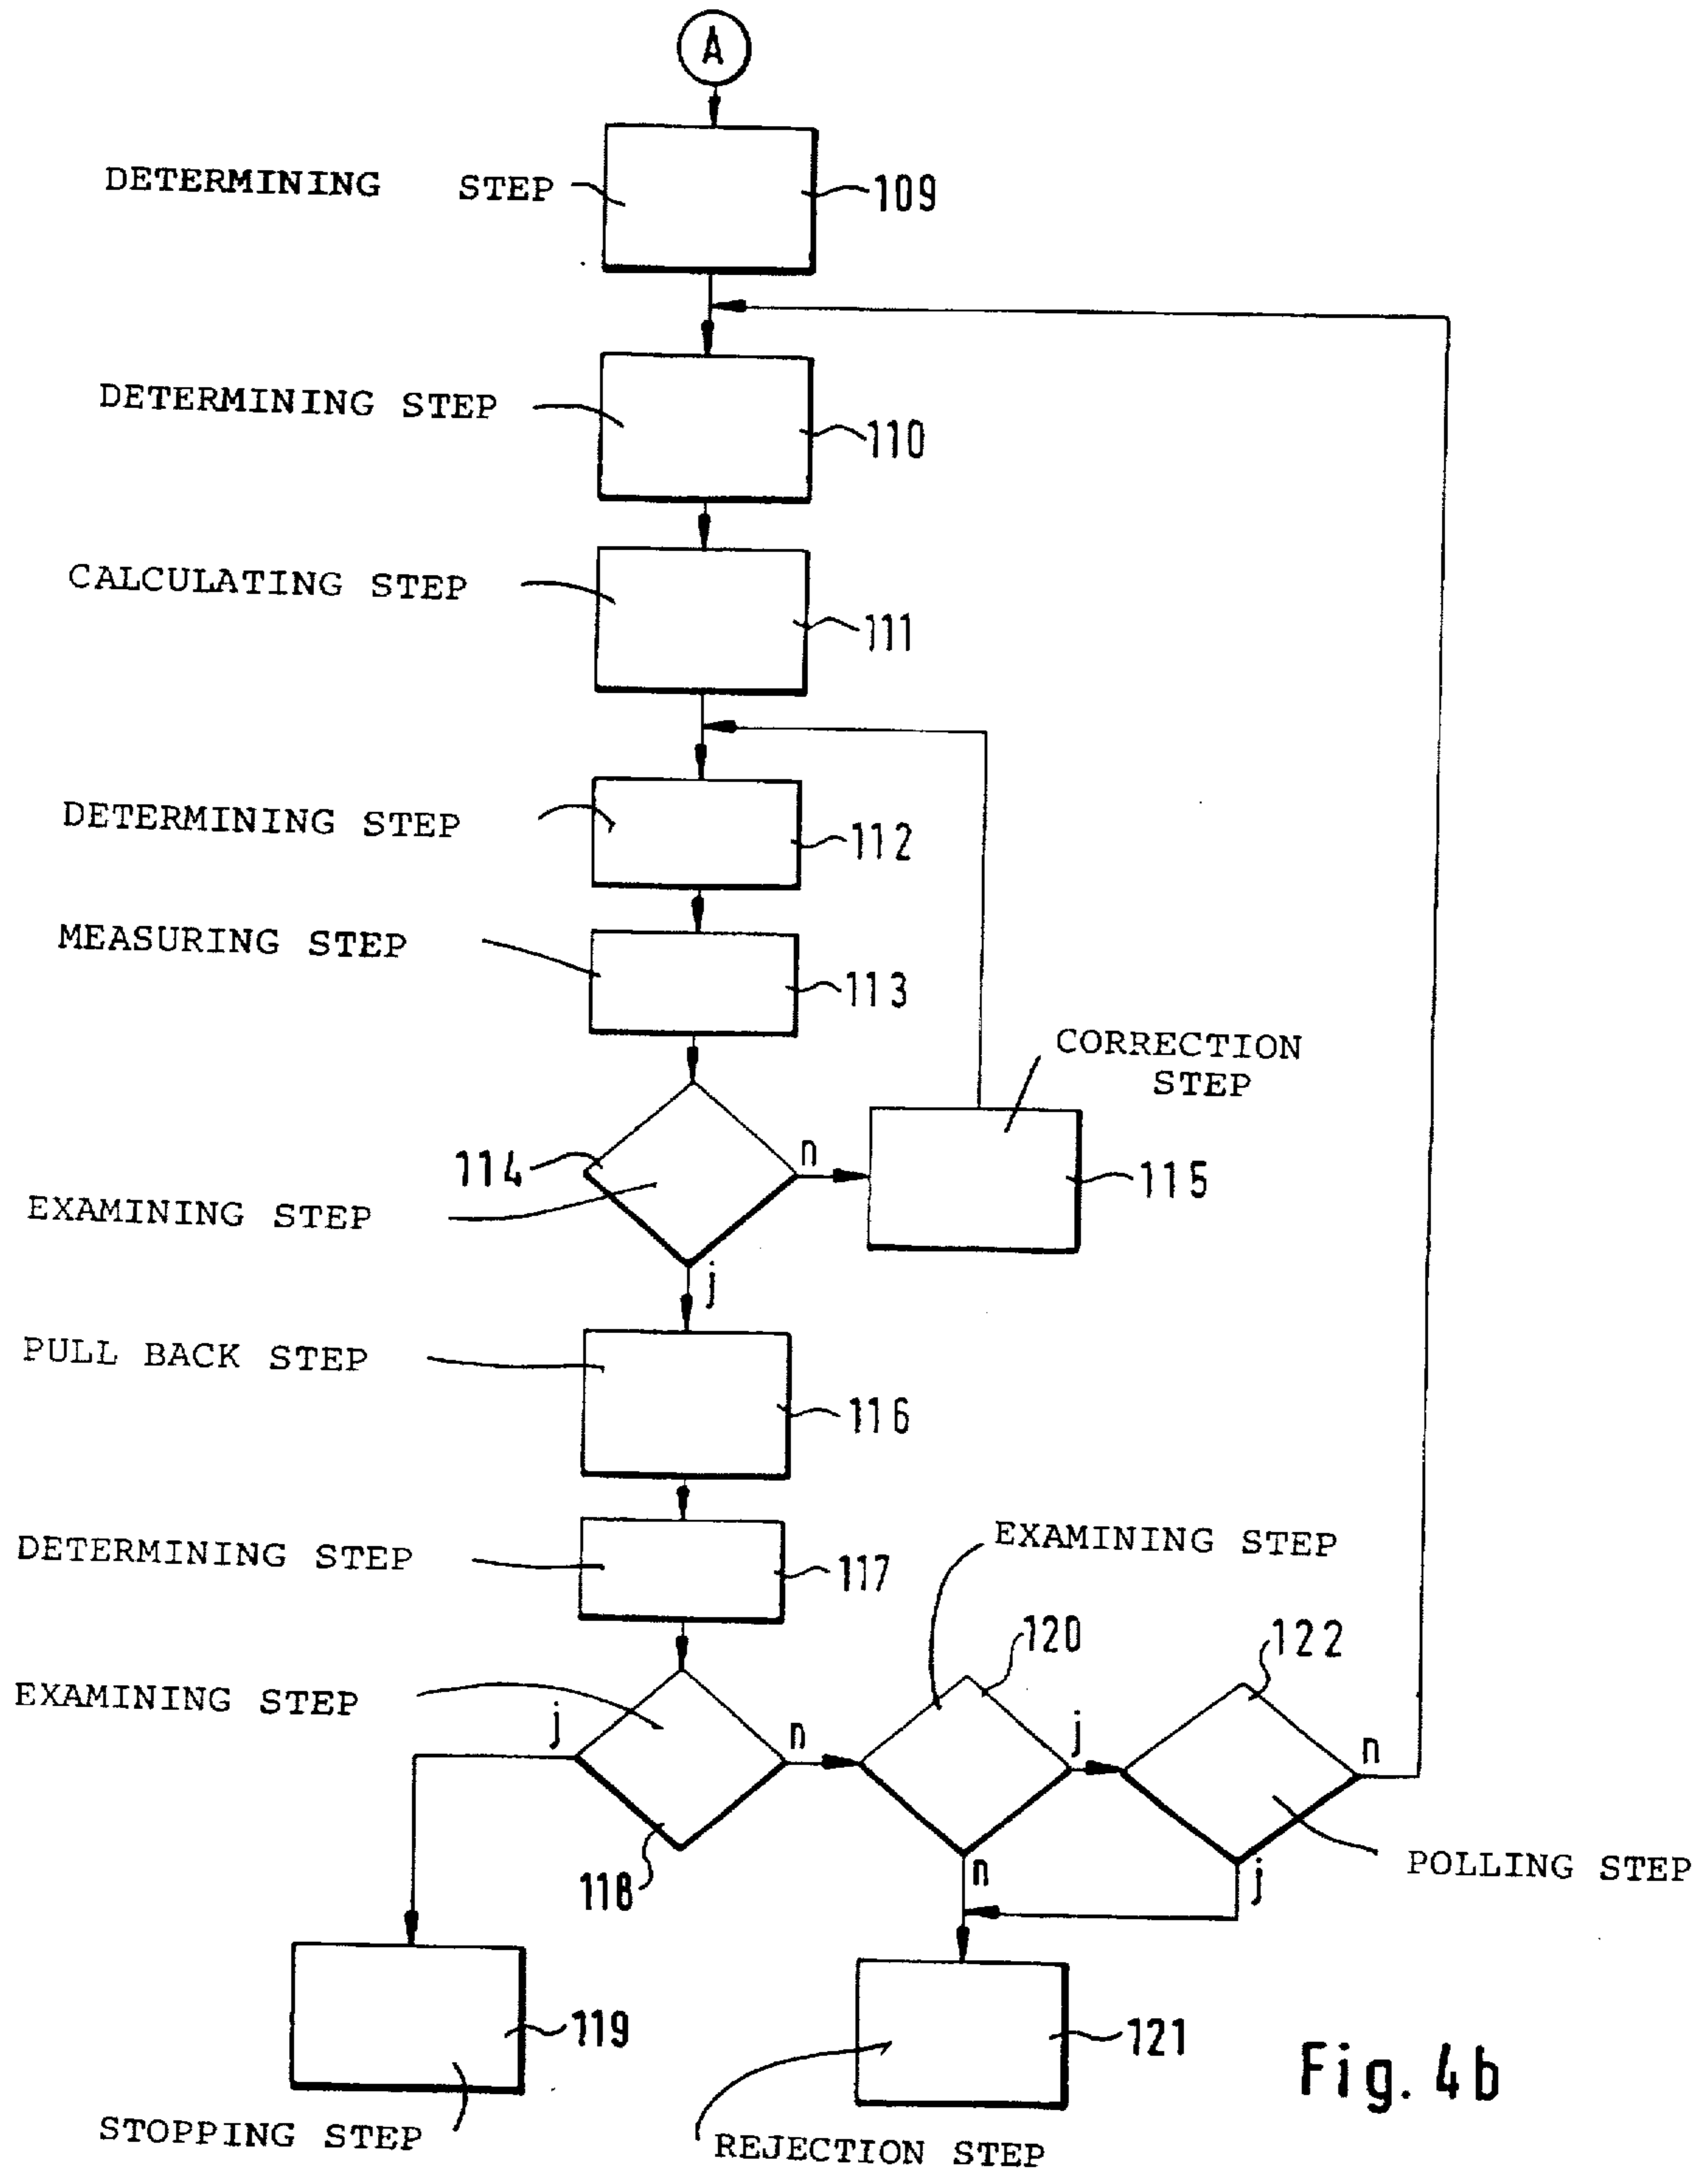 A
DETERMINING STEP
109
DETERMINING STEP
110
CALCULATING STEP
111
DETERMINING STEP
112
MEASURING STEP
113
CORRECTION
STEP
114
n
115
EXAMINING STEP
j
PULL BACK STEP
116
DETERMINING STEP
117
EXAMINING STEP
120
122
EXAMINING STEP
j
n
j
n
118
n
j
POLLING STEP
119
121
STOPPING STEP
REJECTION STEP
Fig. 4b